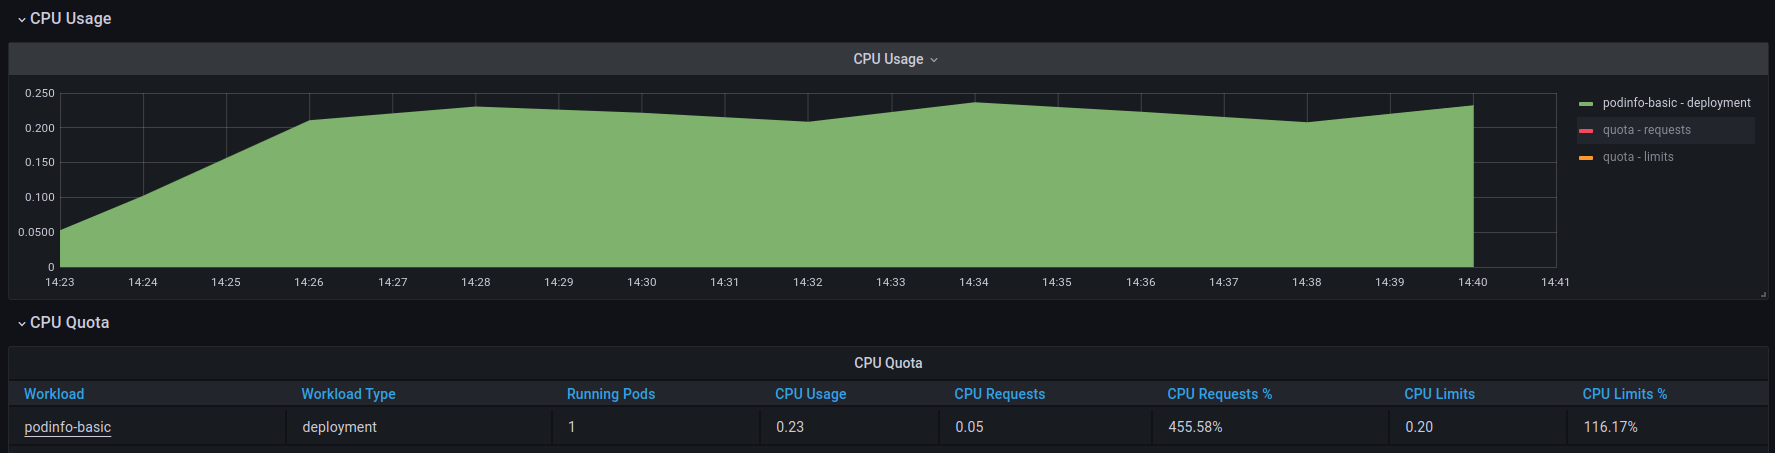 CPU Usage
CPU Usage
0.250
0.200
0.150
0.100
0.0500
0
14:23 14:24 14:25 14:26 14:27 14:28 14:29 14:30 14:31 14:32 14:33 14:34 14:35 14:36 14:37 14:38 14:39 14:40 14:41
podinfo-basic - deployment
quota - requests
quota - limits
CPU Quota
CPU Quota
Workload Workload Type Running Pods CPU Usage CPU Requests CPU Requests % CPU Limits CPU Limits %
podinfo-basic deployment 1 0.23 0.05 455.58% 0.20 116.17%